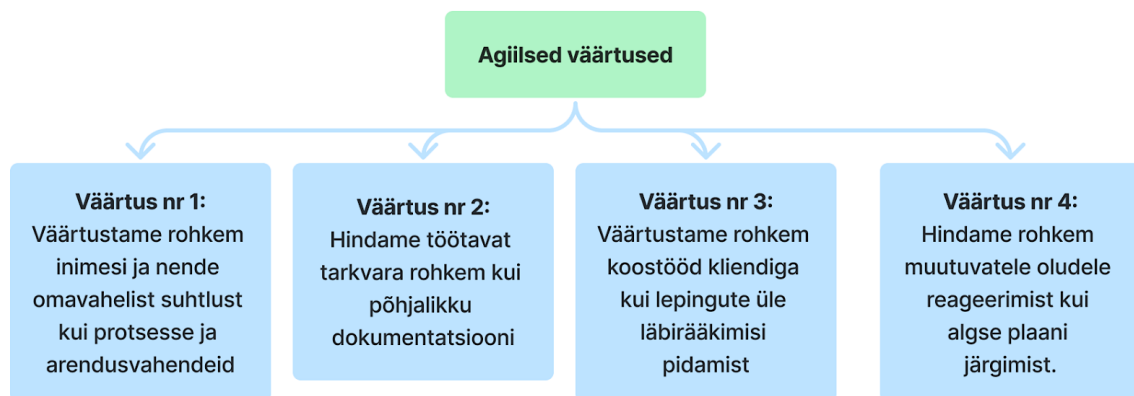 Agiilsed väärtused
Väärtus nr 1:
Väärtustame rohkem
inimesi ja nende
omavahelist suhtlust
kui protsesse ja
arendusvahendeid
Väärtus nr 2:
Hindame töötavat
tarkvara rohkem kui
põhjalikku
dokumentatsiooni
Väärtus nr 3:
Väärtustame rohkem
koostööd kliendiga
kui lepingute üle
läbirääkimisi
pidamist
Väärtus nr 4:
Hindame rohkem
muutuvatele oludele
reageerimist kui
algse plaani
järgimist.